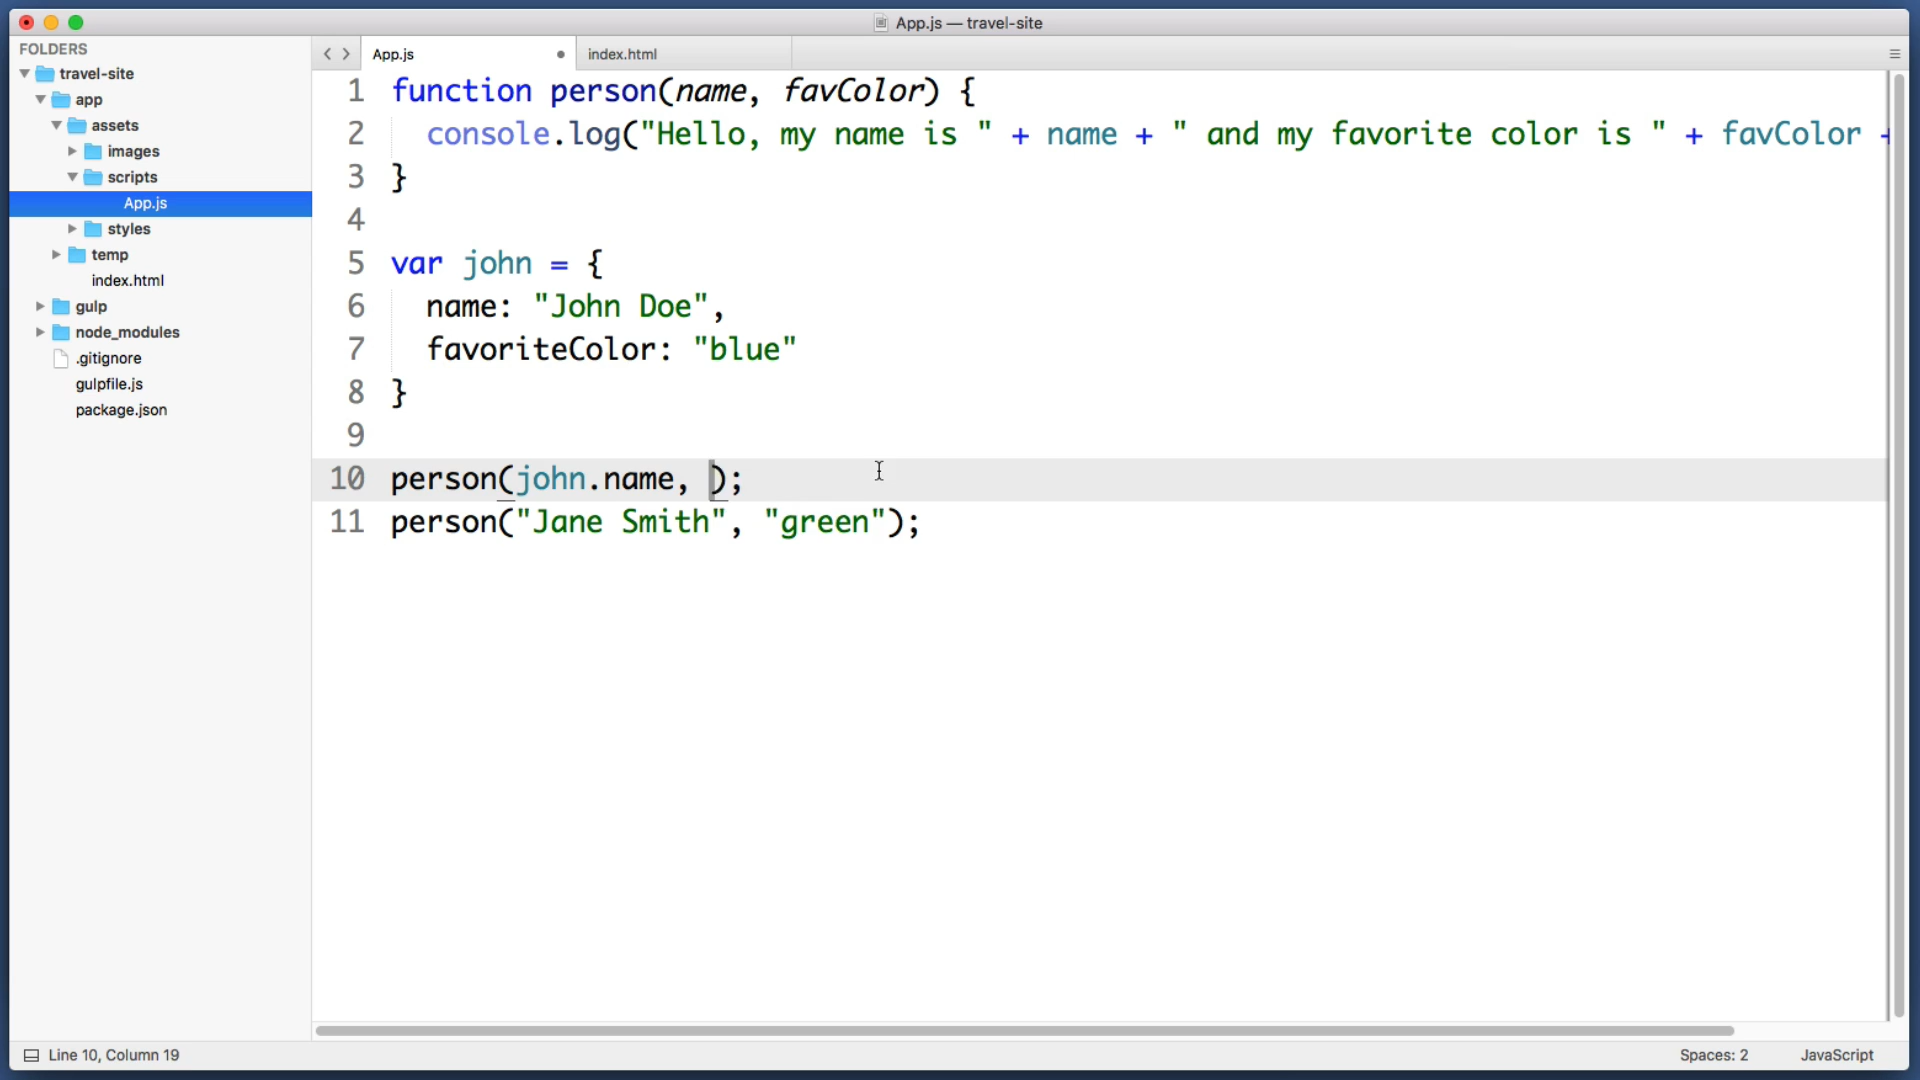 App.js — travel-site
FOLDERS
travel-site
app
assets
images
scripts
App.js
styles
temp
index.html
gulp
node_modules
.gitignore
gulpfile.js
package.json
App.js
index.html
1 function person(name, favColor) {
2 console.log("Hello, my name is " + name + " and my favorite color is " + favColor +
3 }
4
5 var john = {
6 name: "John Doe",
7 favoriteColor: "blue"
8 }
9
10 person(john.name, );
11 person("Jane Smith", "green");
Line 10, Column 19
Spaces: 2
JavaScript